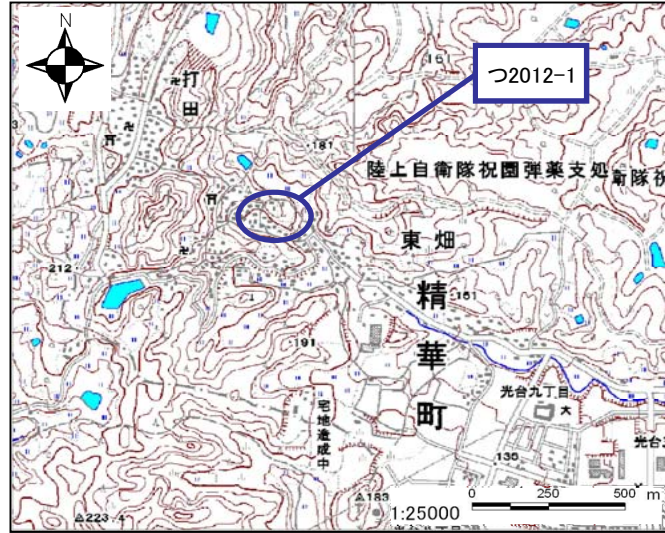 N
つ2012-1
打田
181
陸上自衛隊祝園弾薬支処
東畑
212
精華町
161
191
光台九丁目
大
宅地造成中
136
△183
△223.4
1:25000
0 250 500 m